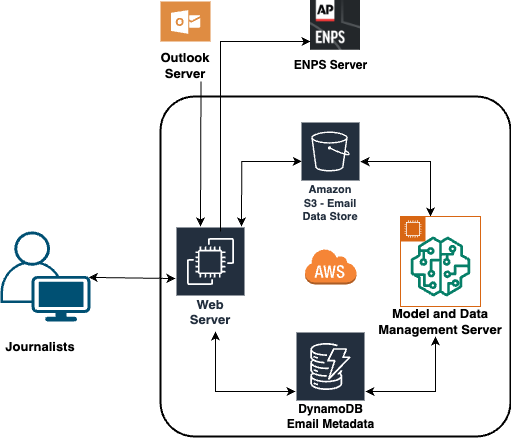 Outlook
Server
AP
ENPS
ENPS Server
Amazon
S3 - Email
Data Store
AWS
Web
Server
Model and Data
Management Server
Journalists
DynamoDB
Email Metadata